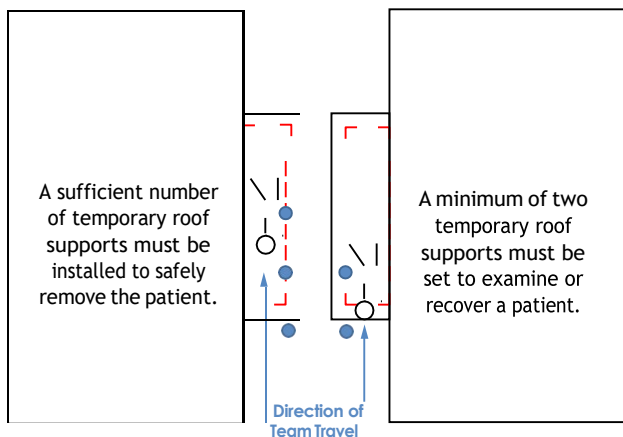 A sufficient number
of temporary roof
supports must be
installed to safely
remove the patient.
A minimum of two
temporary roof
supports must be
set to examine or
recover a patient.
Direction of
Team Travel